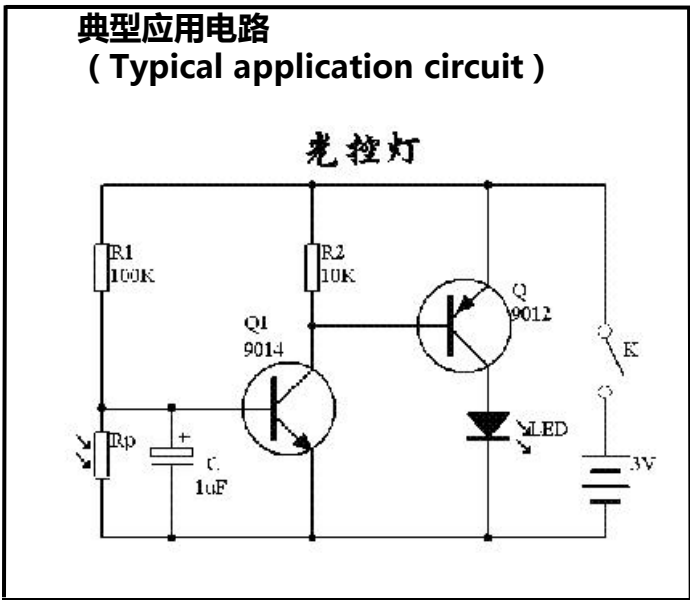 典型应用电路
（Typical application circuit）
光控灯
R1
100K
R2
10K
Q
9012
Q1
9014
K
Rp
+
C
1uF
LED
3V